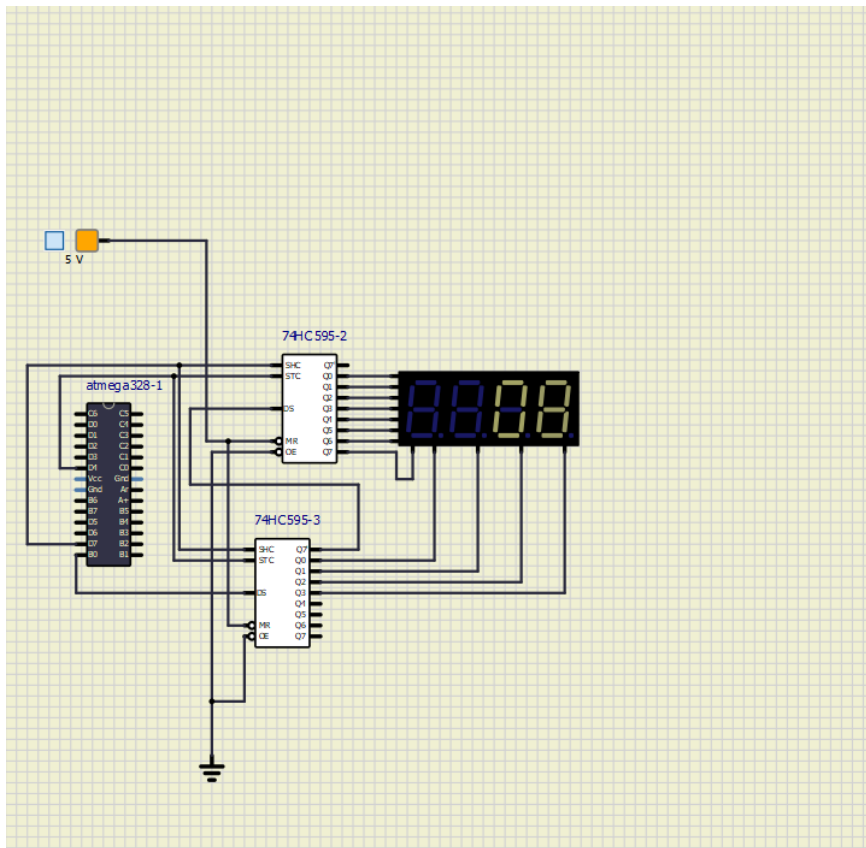 5 V
74HC595-2
SHC Q7'
STC Q0
Q1
Q2
DS Q3
Q4
Q5
MR Q6
OE Q7
atmega328-1
C6 C5
D0 C4
D1 C3
D2 C2
D3 C1
D4 C0
Vcc Gnd
Gnd Ar
B6 A+
B7 B5
D5 B4
D6 B3
D7 B2
B0 B1
08
74HC595-3
SHC Q7'
STC Q0
Q1
Q2
DS Q3
Q4
Q5
MR Q6
OE Q7